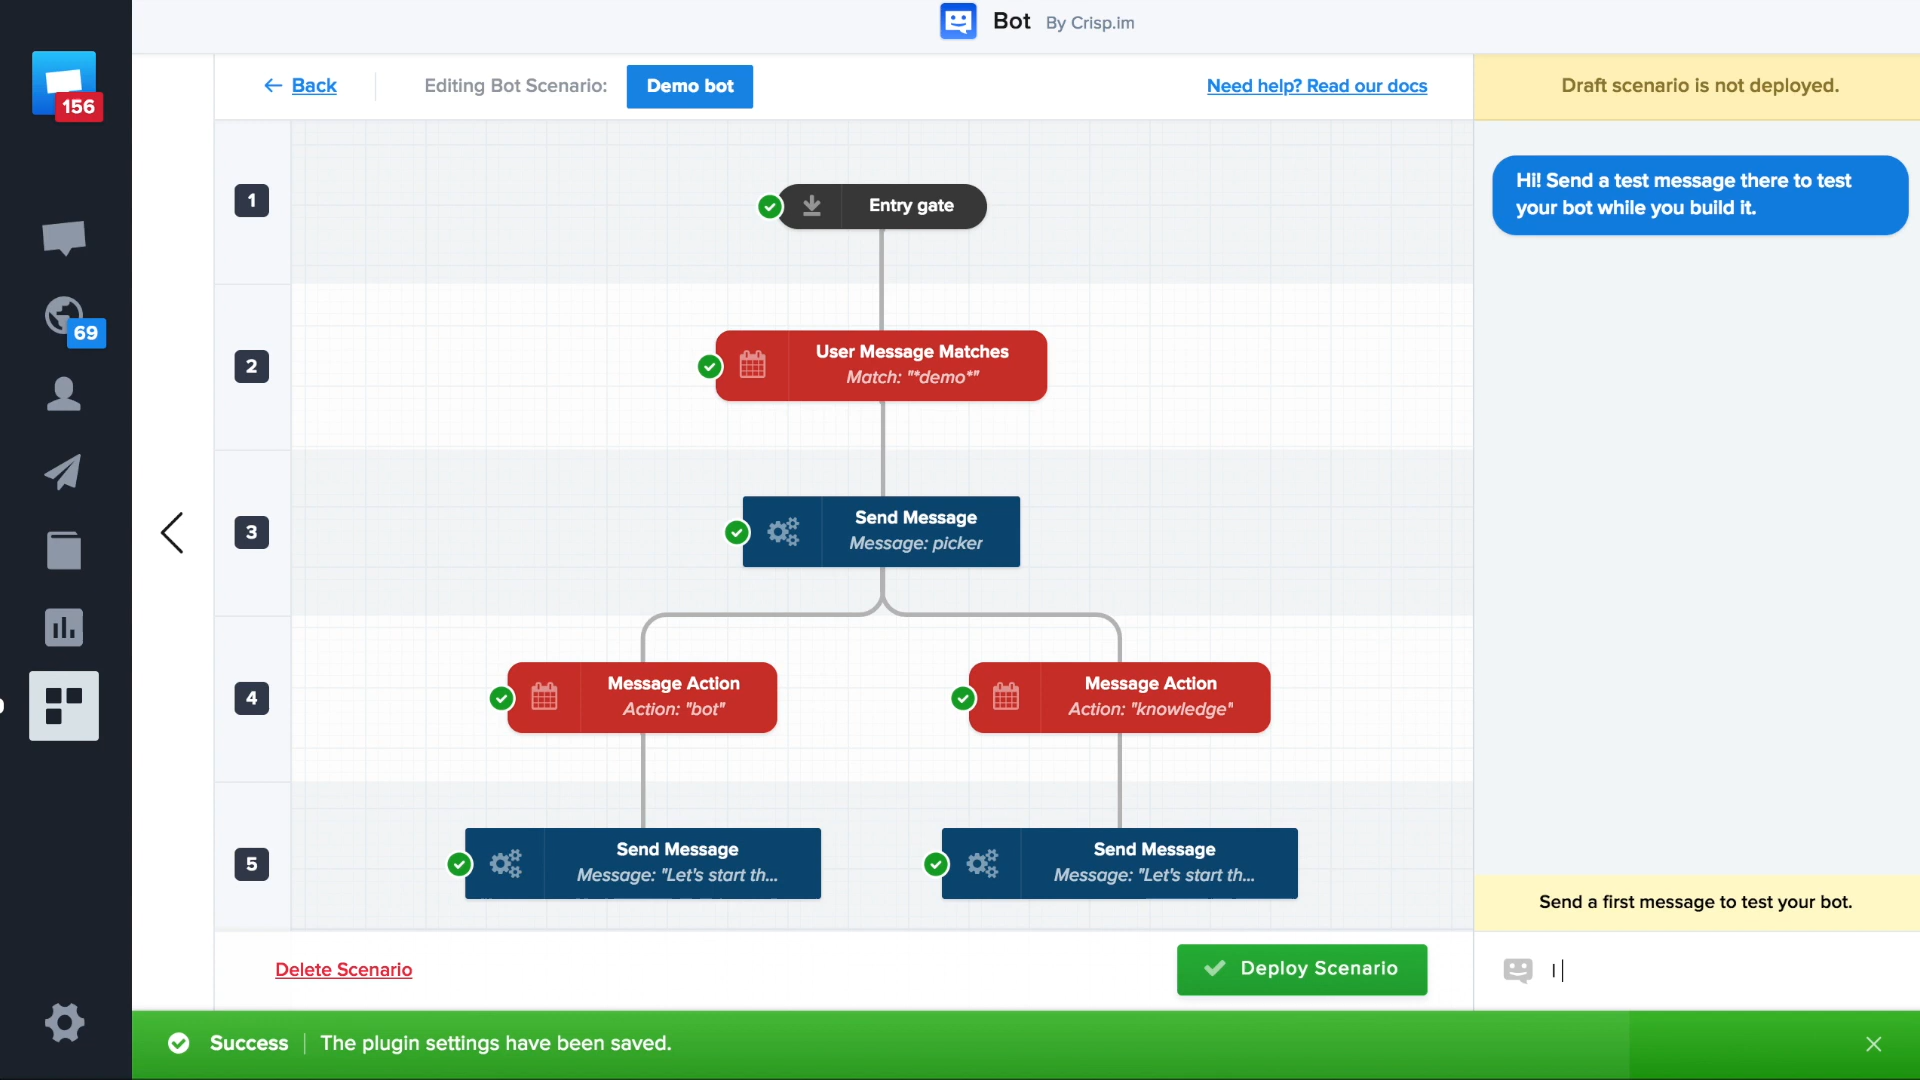 Bot By Crisp.im
156
Back
Editing Bot Scenario:
Demo bot
Need help? Read our docs
Draft scenario is not deployed.
1
Entry gate
Hi! Send a test message there to test
your bot while you build it.
69
2
User Message Matches
Match: "*demo*"
3
Send Message
Message: picker
4
Message Action
Action: "bot"
Message Action
Action: "knowledge"
5
Send Message
Message: "Let's start th...
Send Message
Message: "Let's start th...
Send a first message to test your bot.
Delete Scenario
Deploy Scenario
I
Success
The plugin settings have been saved.